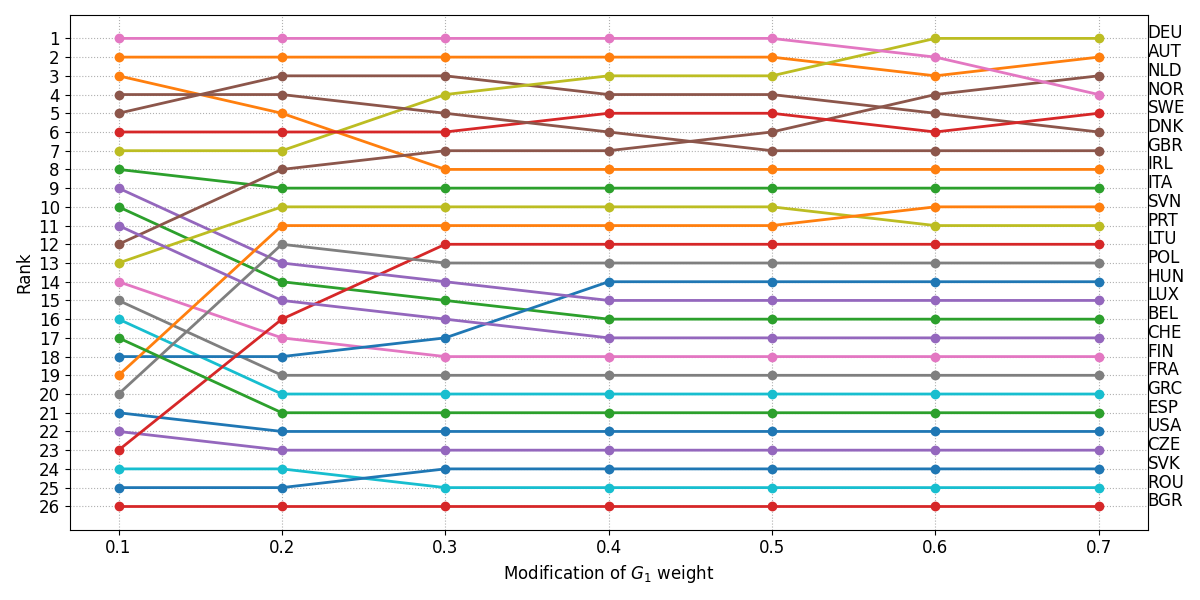 1 DEU
2 AUT
3 NLD
4 NOR
5 SWE
6 DNK
7 GBR
8 IRL
9 ITA
10 SVN
11 PRT
12 LTU
13 POL
14 HUN
15 LUX
16 BEL
17 CHE
18 FIN
19 FRA
20 GRC
21 ESP
22 USA
23 CZE
24 SVK
25 ROU
26 BGR
Rank
0.1 0.2 0.3 0.4 0.5 0.6 0.7
Modification of G₁ weight